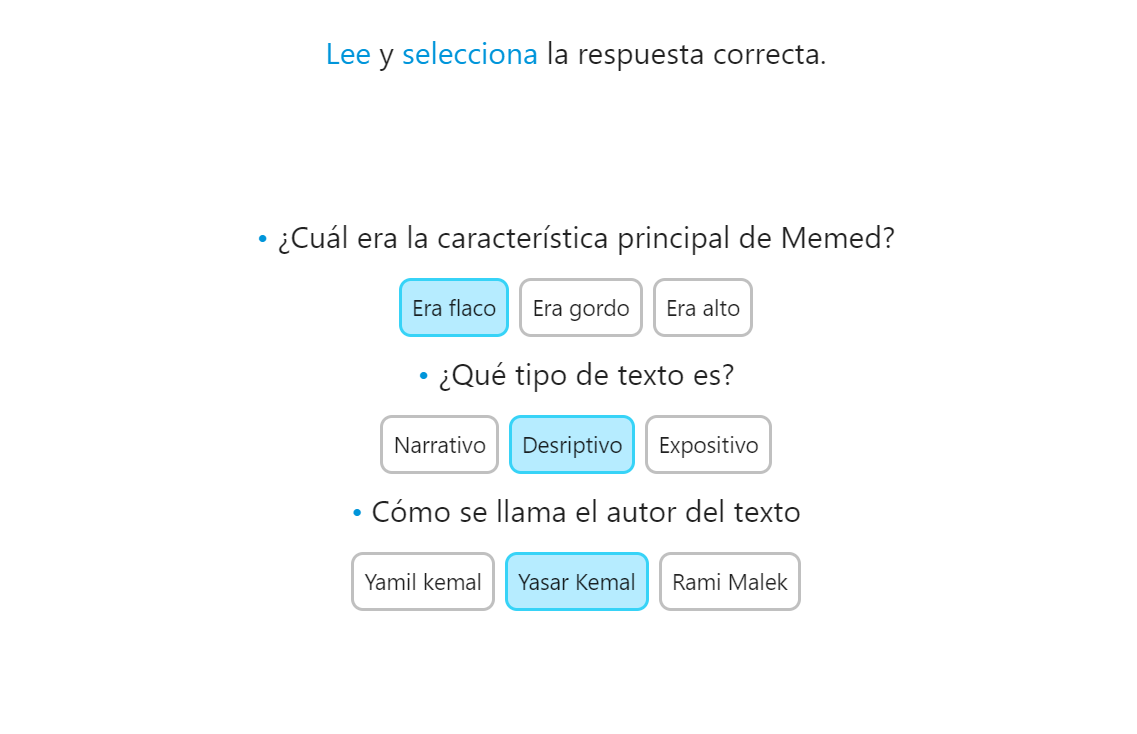 Lee y selecciona la respuesta correcta.
• ¿Cuál era la característica principal de Memed?
Era flaco Era gordo Era alto
• ¿Qué tipo de texto es?
Narrativo Desriptivo Expositivo
• Cómo se llama el autor del texto
Yamil kemal Yasar Kemal Rami Malek